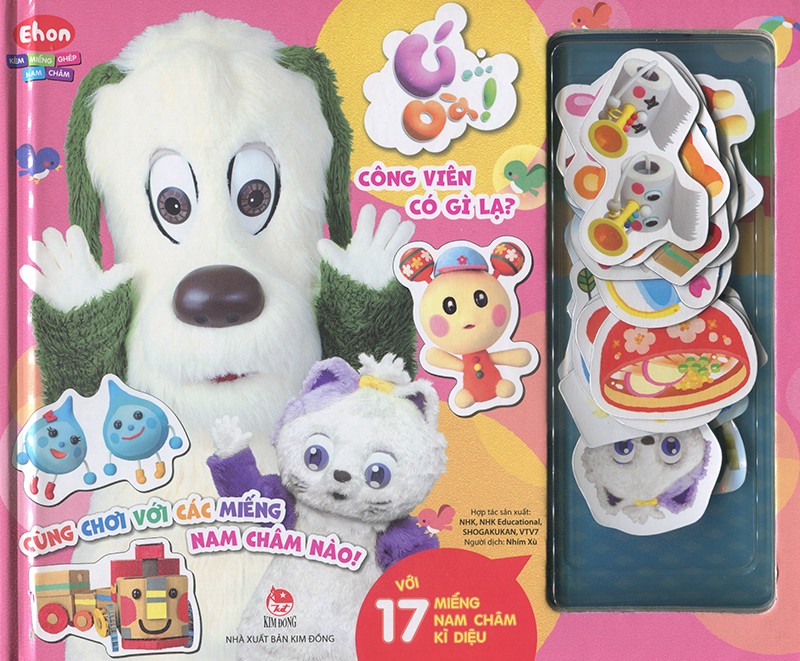 Ehon
KÈM MIẾNG GHÉP
NAM CHÂM
Ú...
Òa!
CÔNG VIÊN
CÓ GÌ LẠ?
CÙNG CHƠI VỚI CÁC MIẾNG
NAM CHÂM NÀO!
Hợp tác sản xuất:
NHK, NHK Educational,
SHOGAKUKAN, VTV7
Người dịch: Nhím Xù
VỚI
17 MIẾNG
NAM CHÂM
KÌ DIỆU
KIM ĐỒNG
NHÀ XUẤT BẢN KIM ĐỒNG